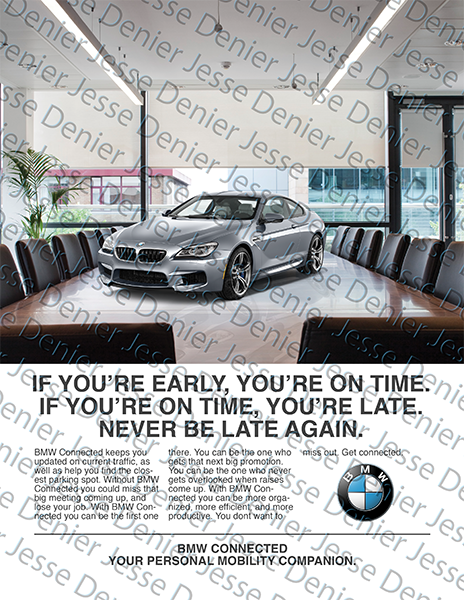 IF YOU'RE EARLY, YOU'RE ON TIME.
IF YOU'RE ON TIME, YOU'RE LATE.
NEVER BE LATE AGAIN.
BMW Connected keeps you
updated on current traffic, as
well as help you find the clos-
est parking spot. Without BMW
Connected you could miss that
big meeting coming up, and
lose your job. With BMW Con-
nected you can be the first one
there. You can be the one who
gets that next big promotion.
You can be the one who never
gets overlooked when raises
come up. With BMW Con-
nected you can be more orga-
nized, more efficient, and more
productive. You dont want to
miss out. Get connected.
BMW
BMW CONNECTED
YOUR PERSONAL MOBILITY COMPANION.
Jesse Denier